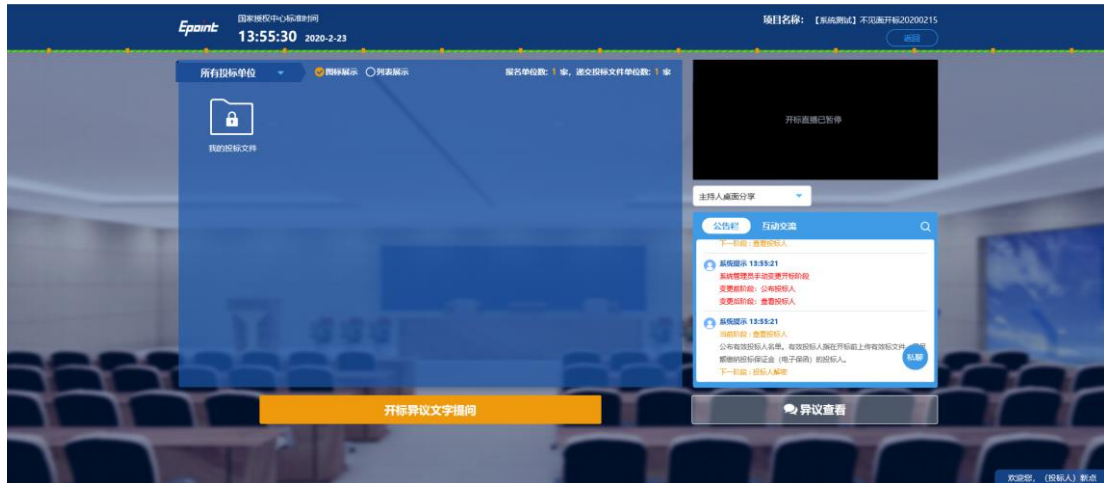 Epoint
国家授权中心标准时间
13:55:30 2020-2-23
项目名称：【系统测试】不见面开标20200215
返回
所有投标单位
图标展示 列表展示
报名单位数: 1 家, 递交投标文件单位数: 1 家
我的投标文件
开标直播已暂停
主持人桌面分享
公告栏 互动交流
下一阶段：查看投标人
系统提示 13:55:21
系统管理员手动变更开标阶段
变更前阶段：公布投标人
变更后阶段：查看投标人
系统提示 13:55:21
当前阶段：查看投标人
公布有效投标人名单。有效投标人指在开标前上传有效标文件
额缴纳投标保证金（电子保函）的投标人。
下一阶段：投标人解密
私聊
开标异议文字提问
异议查看
欢迎您，（投标人）新点